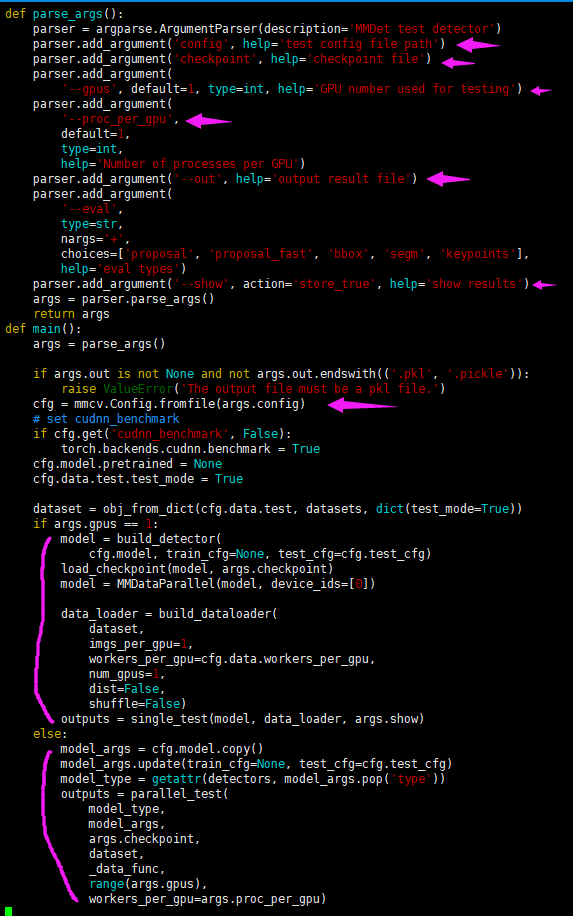 def parse_args():
    parser = argparse.ArgumentParser(description='MMDet test detector')
    parser.add_argument('config', help='test config file path')
    parser.add_argument('checkpoint', help='checkpoint file')
    parser.add_argument(
        '--gpus', default=1, type=int, help='GPU number used for testing')
    parser.add_argument(
        '--proc_per_gpu',
        default=1,
        type=int,
        help='Number of processes per GPU')
    parser.add_argument('--out', help='output result file')
    parser.add_argument(
        '--eval',
        type=str,
        nargs='+',
        choices=['proposal', 'proposal_fast', 'bbox', 'segm', 'keypoints'],
        help='eval types')
    parser.add_argument('--show', action='store_true', help='show results')
    args = parser.parse_args()
    return args
def main():
    args = parse_args()

    if args.out is not None and not args.out.endswith(('.pkl', '.pickle')):
        raise ValueError('The output file must be a pkl file.')
    cfg = mmcv.Config.fromfile(args.config)
    # set cudnn_benchmark
    if cfg.get('cudnn_benchmark', False):
        torch.backends.cudnn.benchmark = True
    cfg.model.pretrained = None
    cfg.data.test.test_mode = True

    dataset = obj_from_dict(cfg.data.test, datasets, dict(test_mode=True))
    if args.gpus == 1:
        model = build_detector(
            cfg.model, train_cfg=None, test_cfg=cfg.test_cfg)
        load_checkpoint(model, args.checkpoint)
        model = MMDataParallel(model, device_ids=[0])

        data_loader = build_dataloader(
            dataset,
            imgs_per_gpu=1,
            workers_per_gpu=cfg.data.workers_per_gpu,
            num_gpus=1,
            dist=False,
            shuffle=False)
        outputs = single_test(model, data_loader, args.show)
    else:
        model_args = cfg.model.copy()
        model_args.update(train_cfg=None, test_cfg=cfg.test_cfg)
        model_type = getattr(detectors, model_args.pop('type'))
        outputs = parallel_test(
            model_type,
            model_args,
            args.checkpoint,
            dataset,
            _data_func,
            range(args.gpus),
            workers_per_gpu=args.proc_per_gpu)